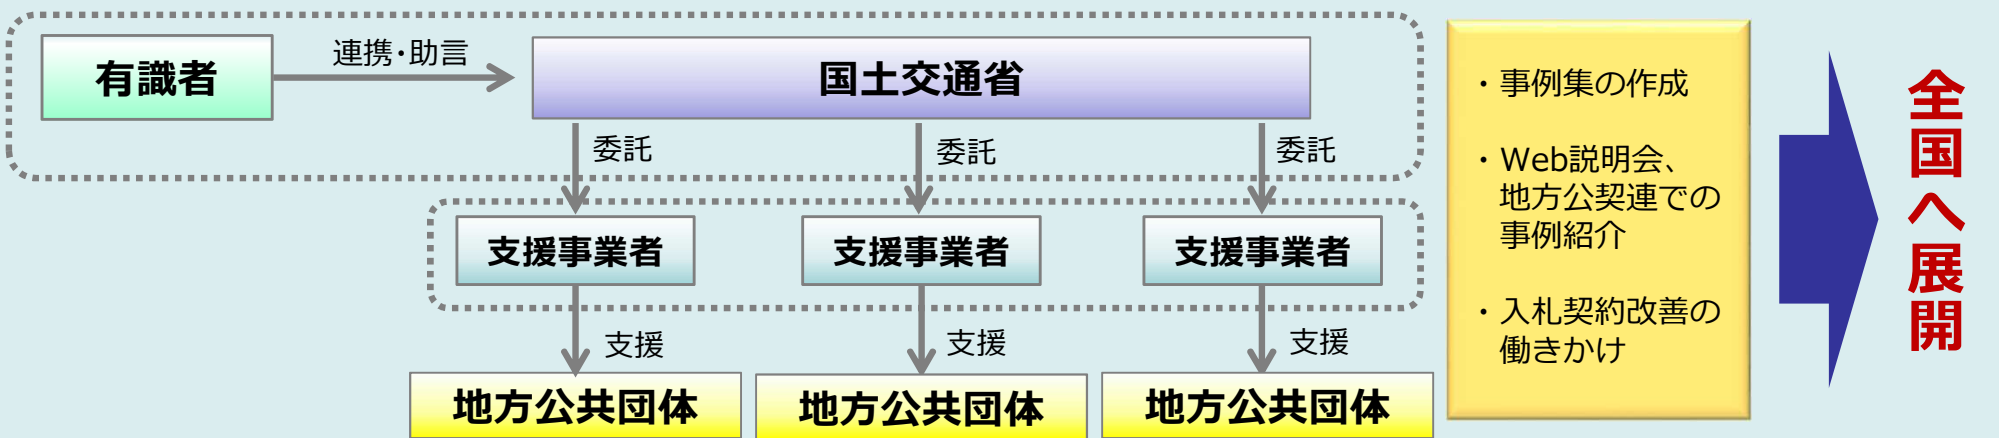 有識者
連携・助言
国土交通省
委託
委託
委託
支援事業者
支援事業者
支援事業者
支援
支援
支援
地方公共団体
地方公共団体
地方公共団体
・事例集の作成
・Web説明会、
地方公契連での
事例紹介
・入札契約改善の
働きかけ
全国へ展開